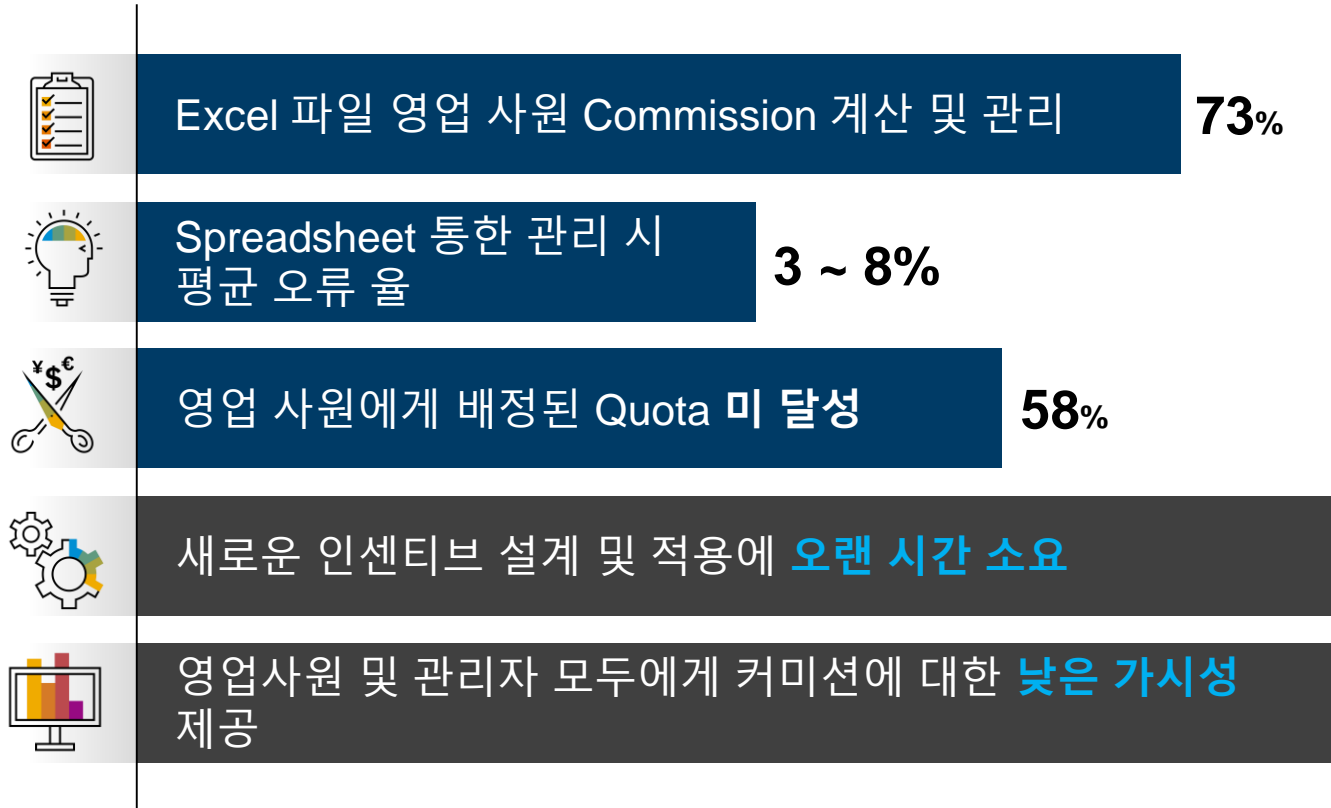 Excel 파일 영업 사원 Commission 계산 및 관리
73%
Spreadsheet 통한 관리 시
평균 오류 율
3 ~ 8%
¥$€
영업 사원에게 배정된 Quota 미 달성
58%
새로운 인센티브 설계 및 적용에 오랜 시간 소요
영업사원 및 관리자 모두에게 커미션에 대한 낮은 가시성
제공